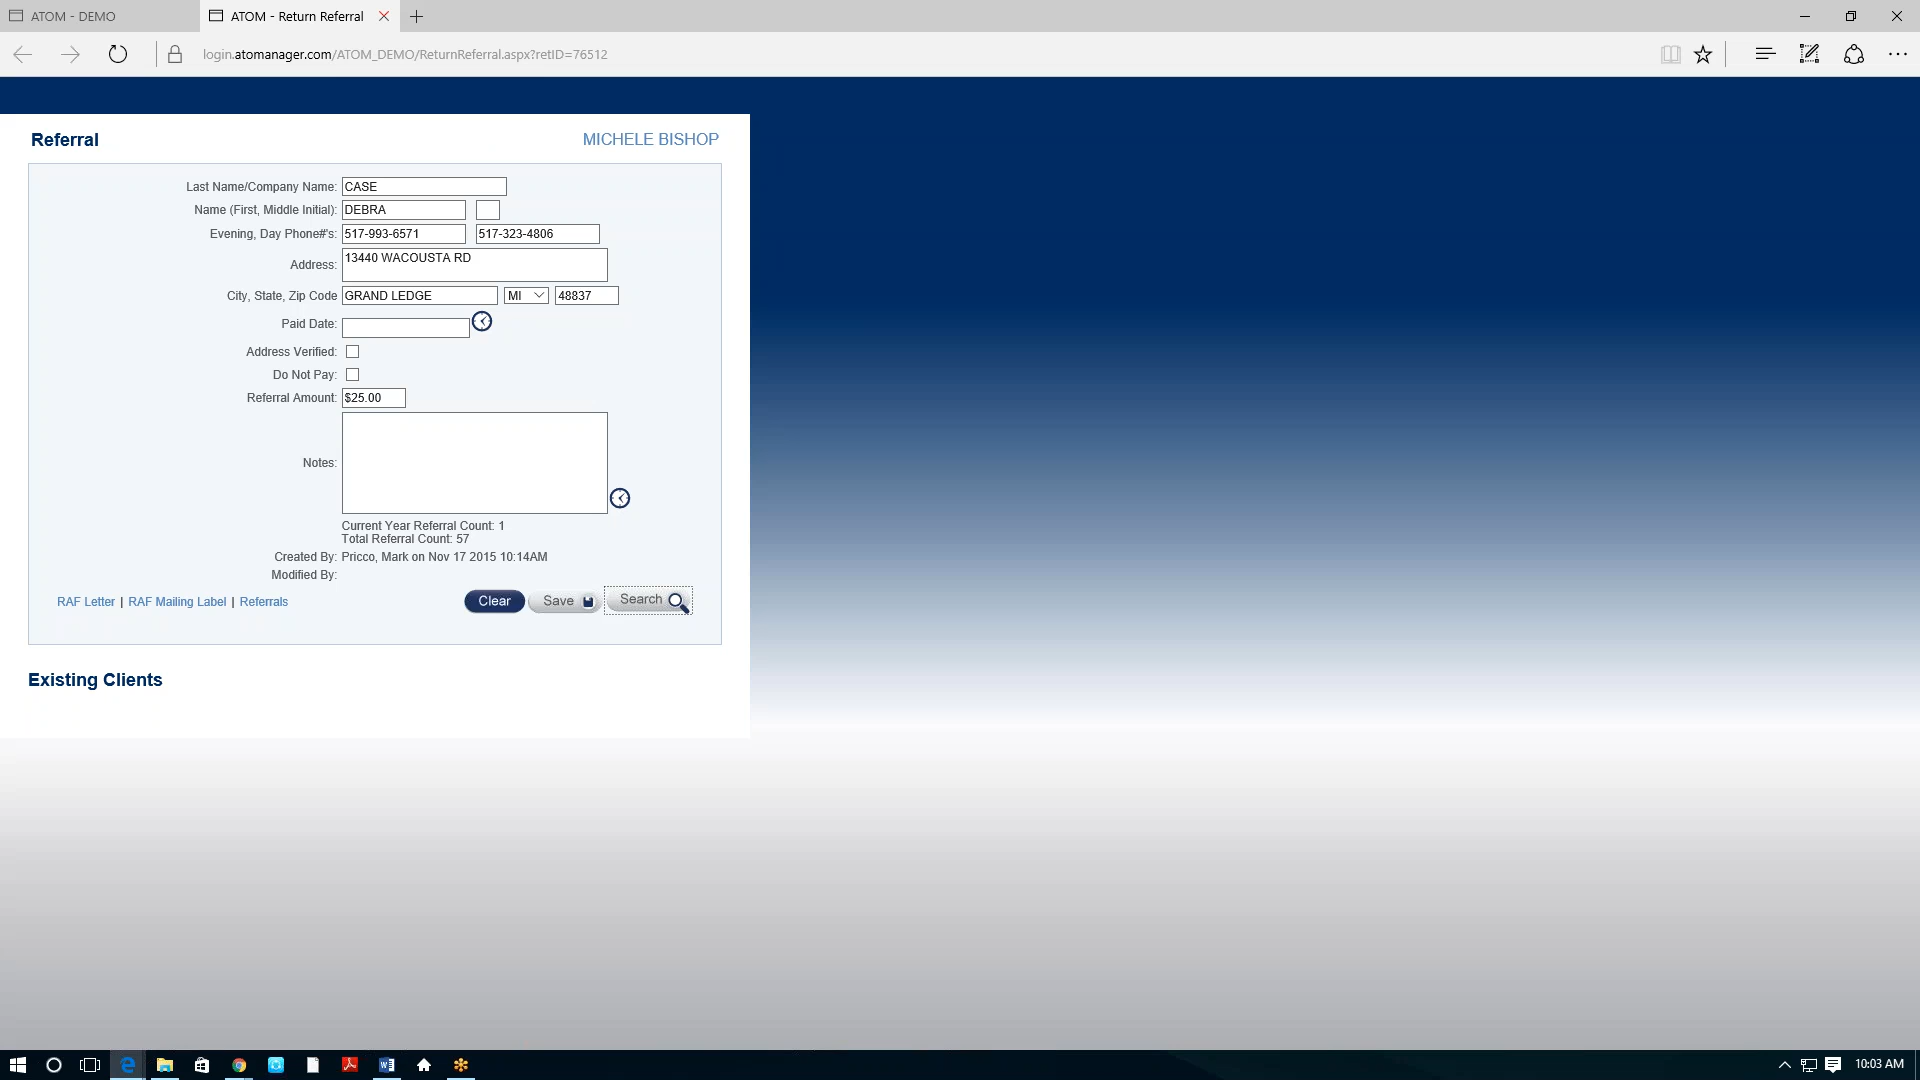 ATOM - DEMO
ATOM - Return Referral
login.atomanager.com/ATOM_DEMO/ReturnReferral.aspx?retID=76512
Referral
MICHELE BISHOP
Last Name/Company Name: CASE
Name (First, Middle Initial): DEBRA
Evening, Day Phone#'s: 517-993-6571 517-323-4806
Address: 13440 WACOUSTA RD
City, State, Zip Code GRAND LEDGE MI 48837
Paid Date:
Address Verified:
Do Not Pay:
Referral Amount: $25.00
Notes:
Current Year Referral Count: 1
Total Referral Count: 57
Created By: Pricco, Mark on Nov 17 2015 10:14AM
Modified By:
RAF Letter | RAF Mailing Label | Referrals
Clear Save Search
Existing Clients
10:03 AM